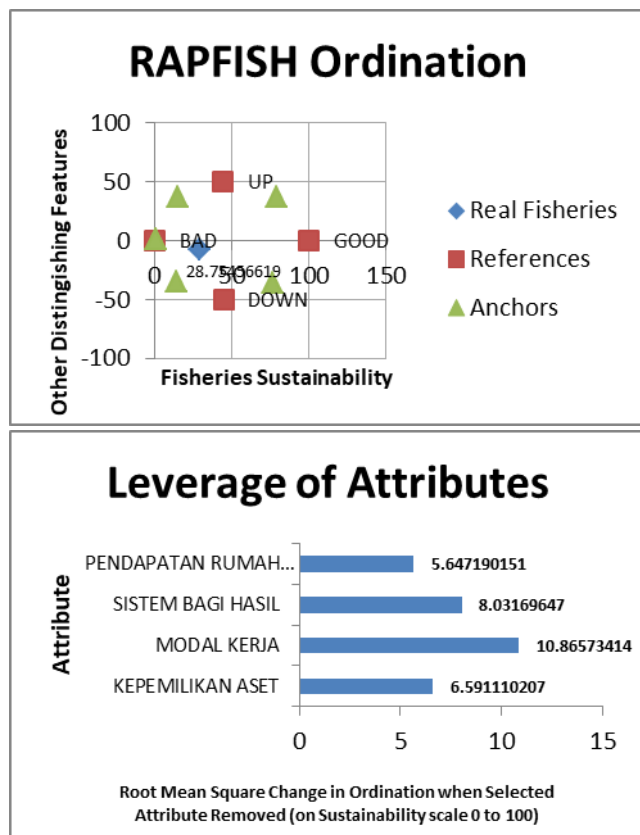 RAPFISH Ordination
Other Distingishing Features
100
50
0
-50
-100
UP
BAD
GOOD
28.75456619
DOWN
0 50 100 150
Fisheries Sustainability
Real Fisheries
References
Anchors
Leverage of Attributes
Attribute
PENDAPATAN RUMAH... 5.647190151
SISTEM BAGI HASIL 8.03169647
MODAL KERJA 10.86573414
KEPEMILIKAN ASET 6.591110207
0 5 10 15
Root Mean Square Change in Ordination when Selected
Attribute Removed (on Sustainability scale 0 to 100)